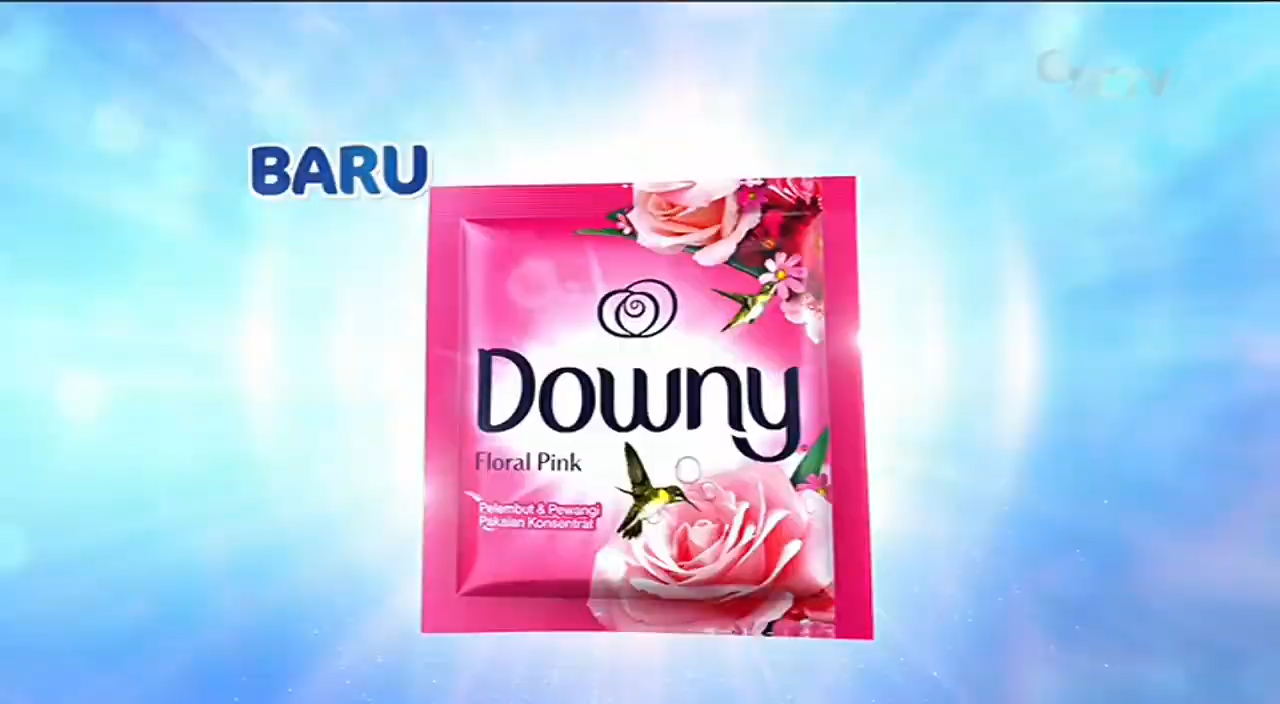 BARU
Downy
Floral Pink
Pelembut & Pewangi
Pakaian Konsentrat